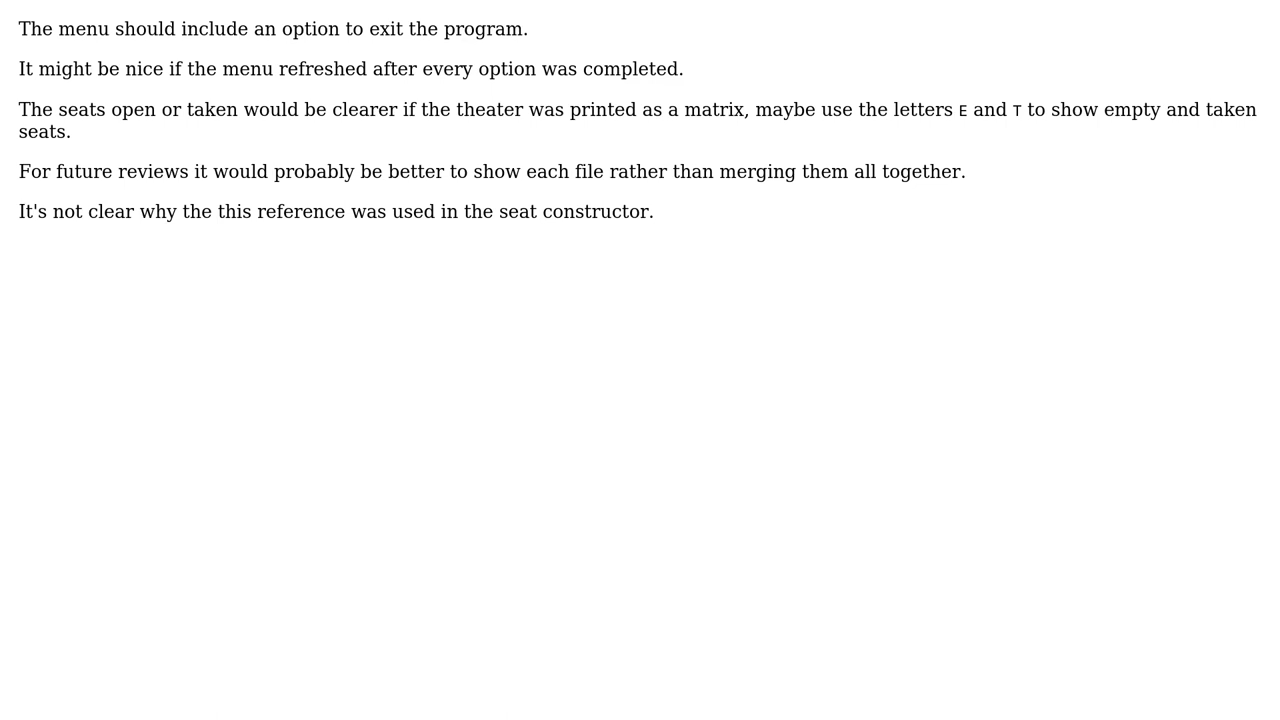 The menu should include an option to exit the program.
It might be nice if the menu refreshed after every option was completed.
The seats open or taken would be clearer if the theater was printed as a matrix, maybe use the letters E and T to show empty and taken
seats.
For future reviews it would probably be better to show each file rather than merging them all together.
It's not clear why the this reference was used in the seat constructor.